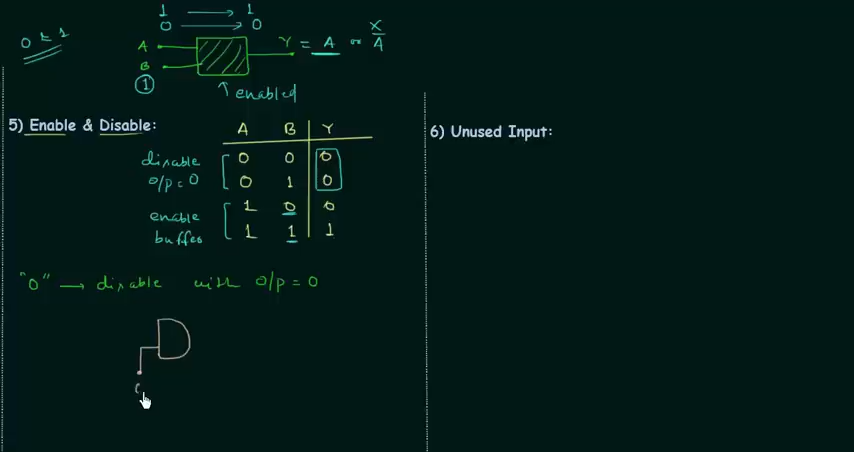 1 → 1
0 → 0
0 & 1
A Y = A or X
B A
1
↑ enabled
5) Enable & Disable:
A B Y
disable 0 0 0
o/p = 0 0 1 0
enable 1 0 0
buffer 1 1 1
"0" → disable with o/p = 0
6) Unused Input: